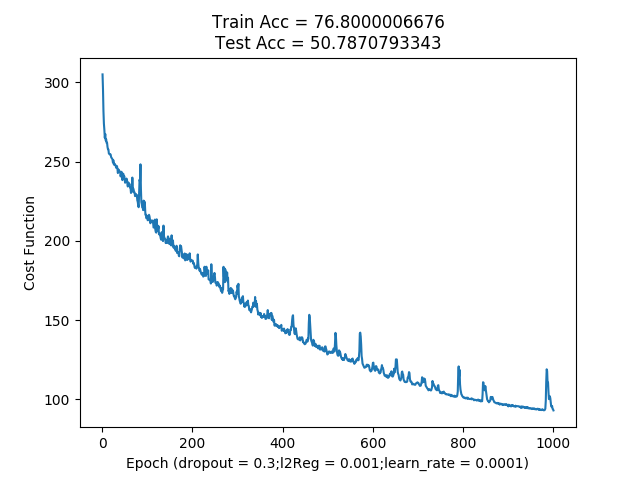 Train Acc = 76.8000006676
Test Acc = 50.7870793343
300
250
200
150
100
Cost Function
0 200 400 600 800 1000
Epoch (dropout = 0.3;l2Reg = 0.001;learn_rate = 0.0001)